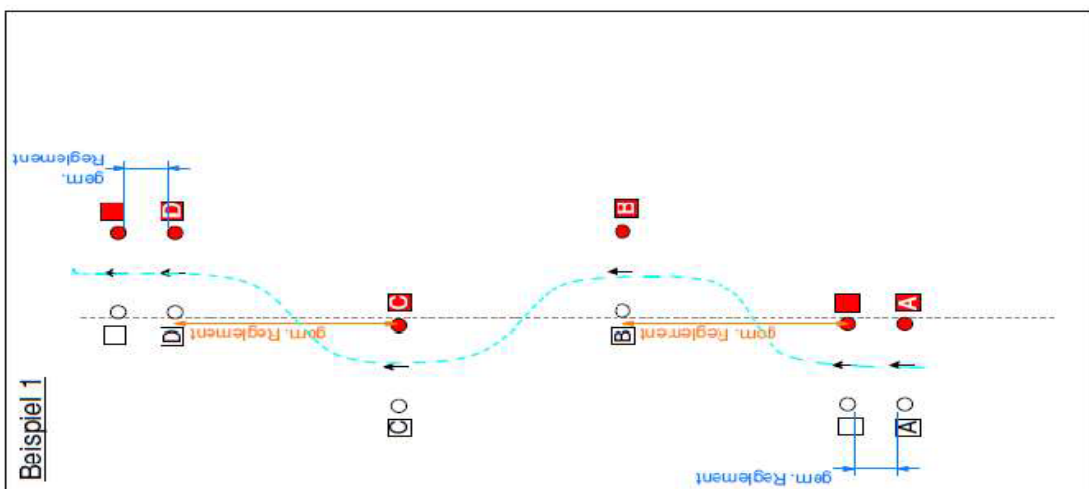 Beispiel 1
gem.
Reglement
D
D
C
gem. Reglement
C
B
B
gem. Reglement
A
A
gem. Reglement